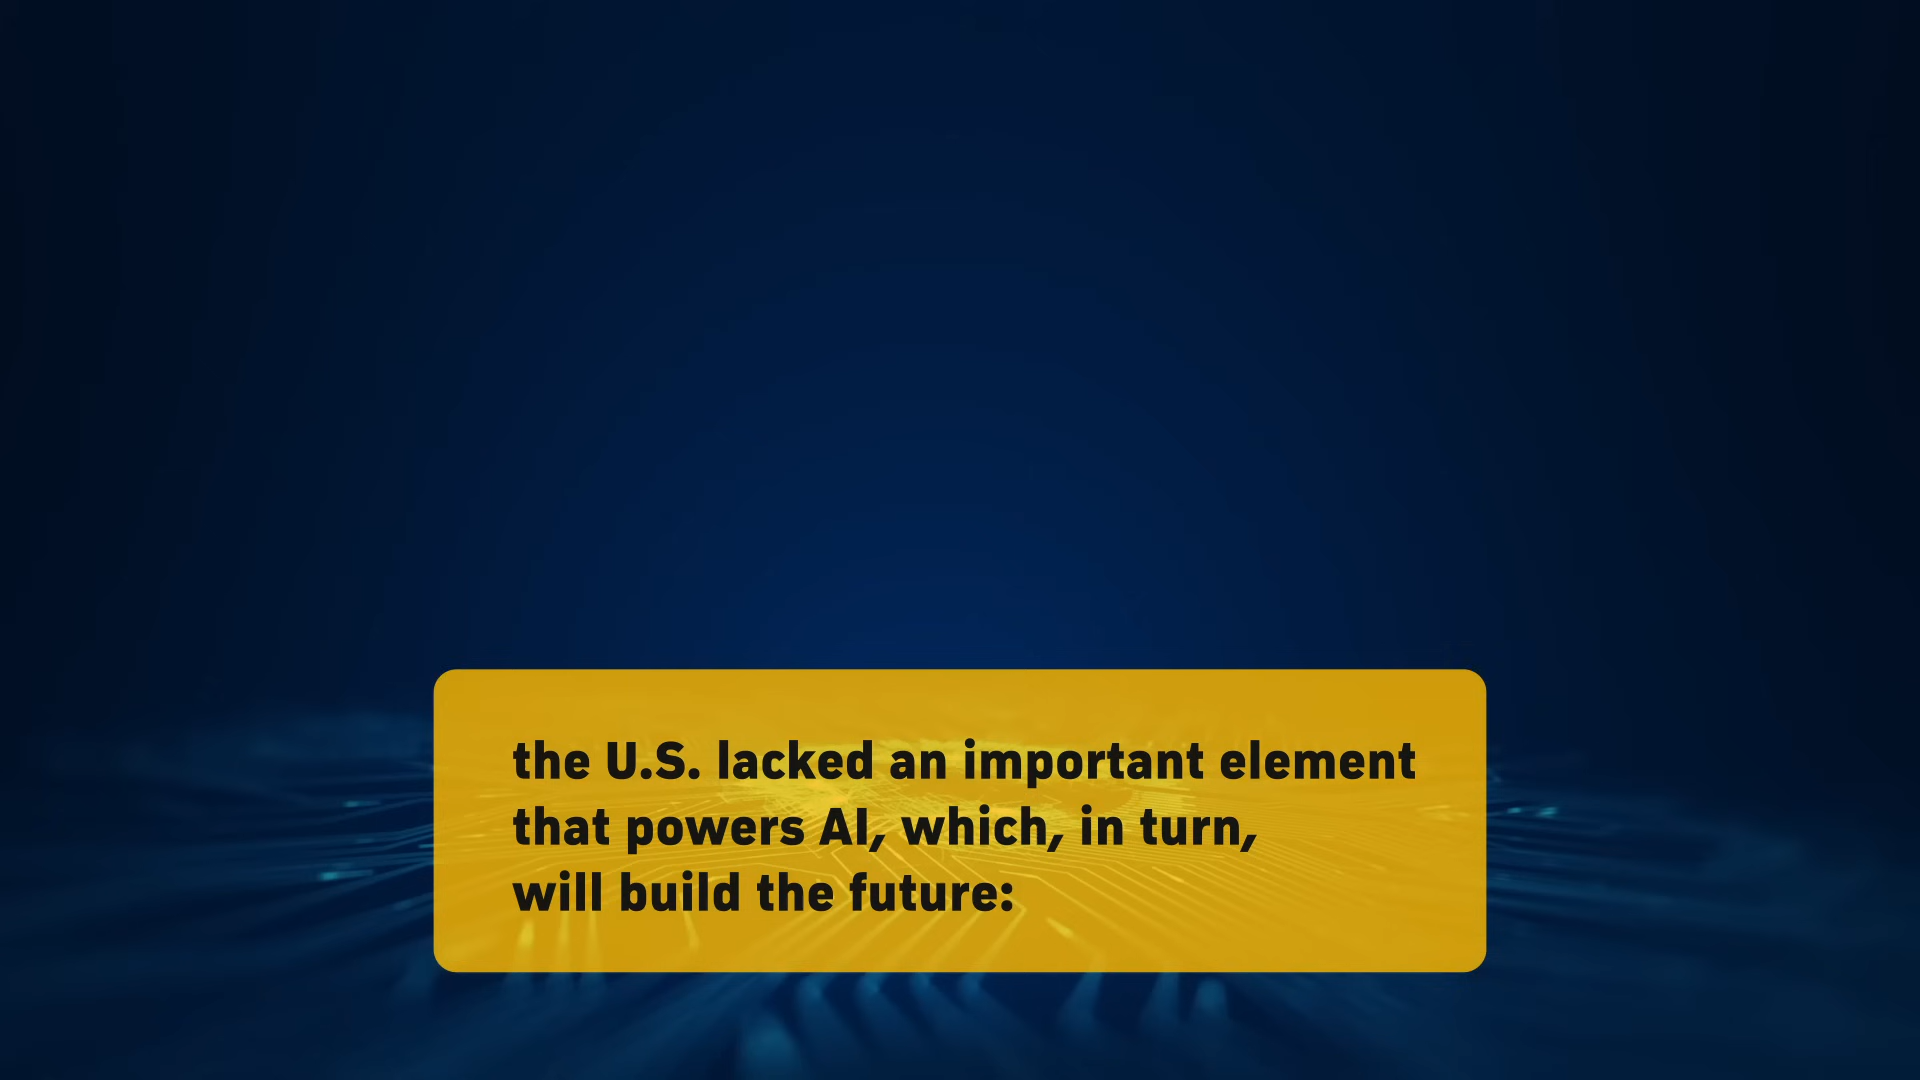 the U.S. lacked an important element
that powers AI, which, in turn,
will build the future: